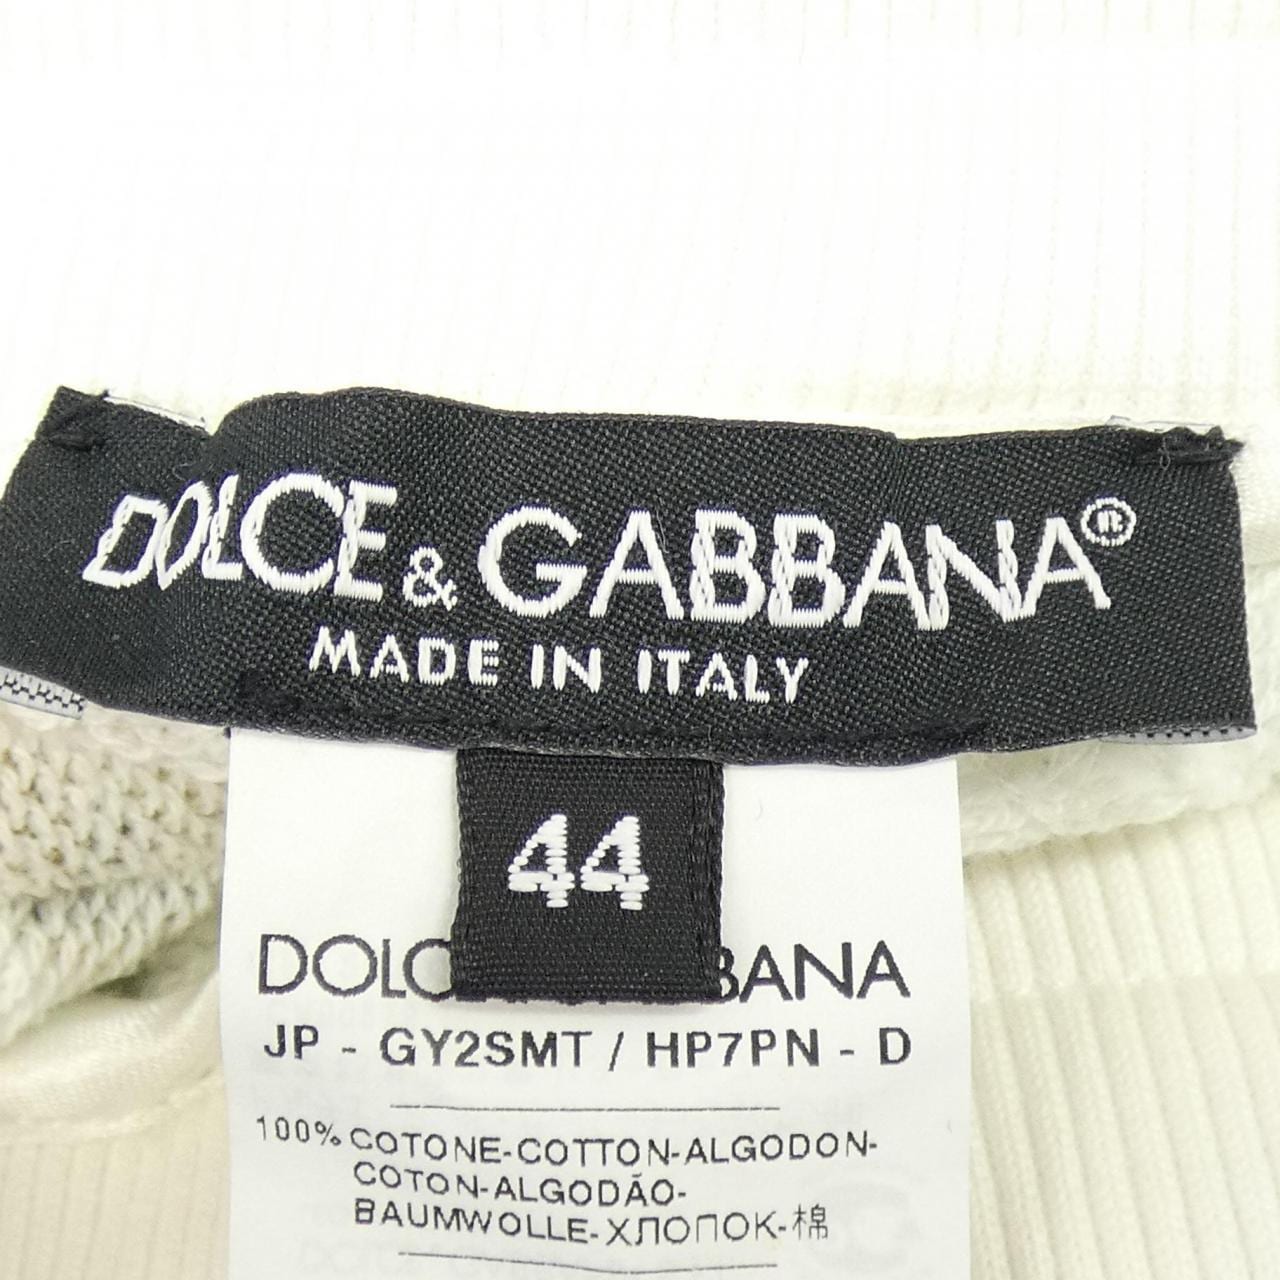 DOLCE & GABBANA®
MADE IN ITALY
44
DOLC BANA
JP - GY2SMT / HP7PN - D
100% COTONE-COTTON-ALGODON-
COTON-ALGODÃO-
BAUMWOLLE-ХЛОПОК-棉